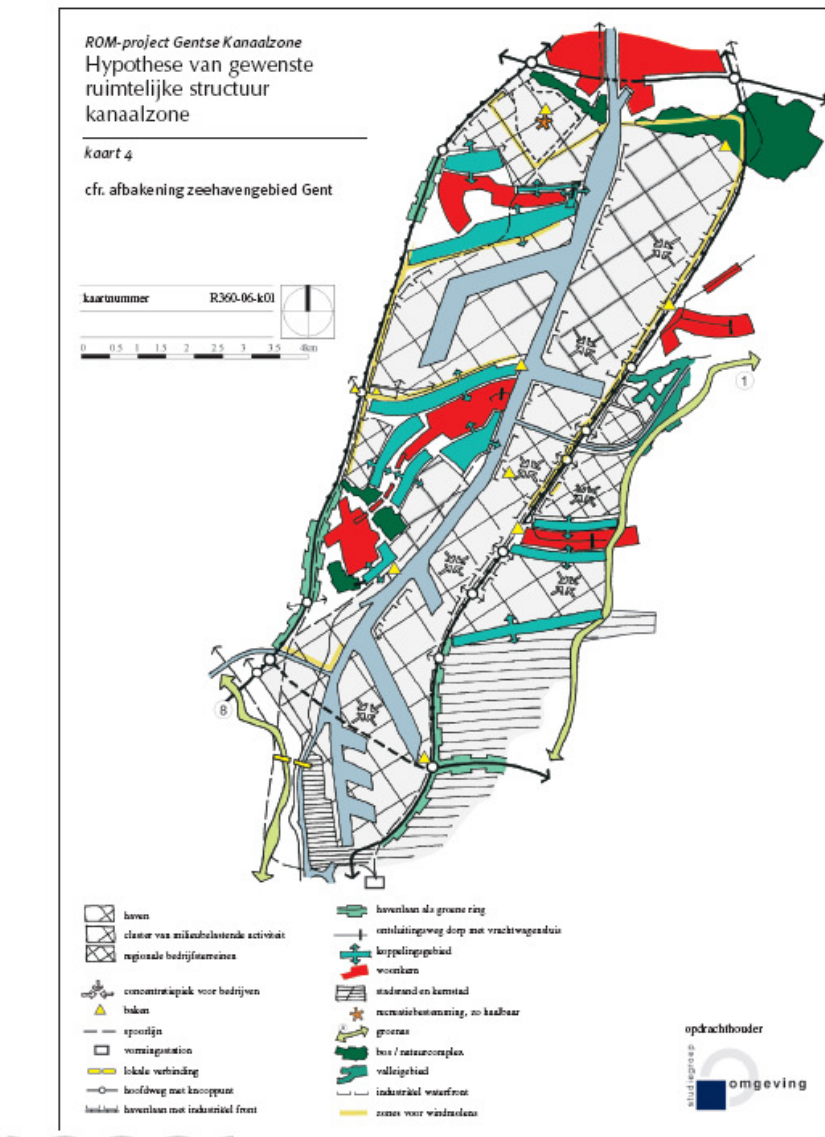 ROM-project Gentse Kanaalzone
Hypothese van gewenste
ruimtelijke structuur
kanaalzone
kaart 4
cfr. afbakening zeehavengebied Gent
kaartnummer R360-06-k01
0 0.5 1 1.5 2 2.5 3 3.5 4km
1
8
haven
cluster van milieubelastende activiteit
regionale bedrijfsterreinen
concentratiepiek voor bedrijven
baken
spoorlijn
vormingsstation
lokale verbinding
hoofdweg met knooppunt
havenlaan met industriëel front
havenlaan als groene ring
ontsluitingsweg dorp met vrachtwagensluis
koppelingsgebied
woonkern
stadsrand en kernstad
recreatiebestemming, zo haalbaar
groenas
bos / natuurcomplex
valleigebied
industriëel waterfront
zones voor windmolens
opdrachthouder
studiegroep
omgeving